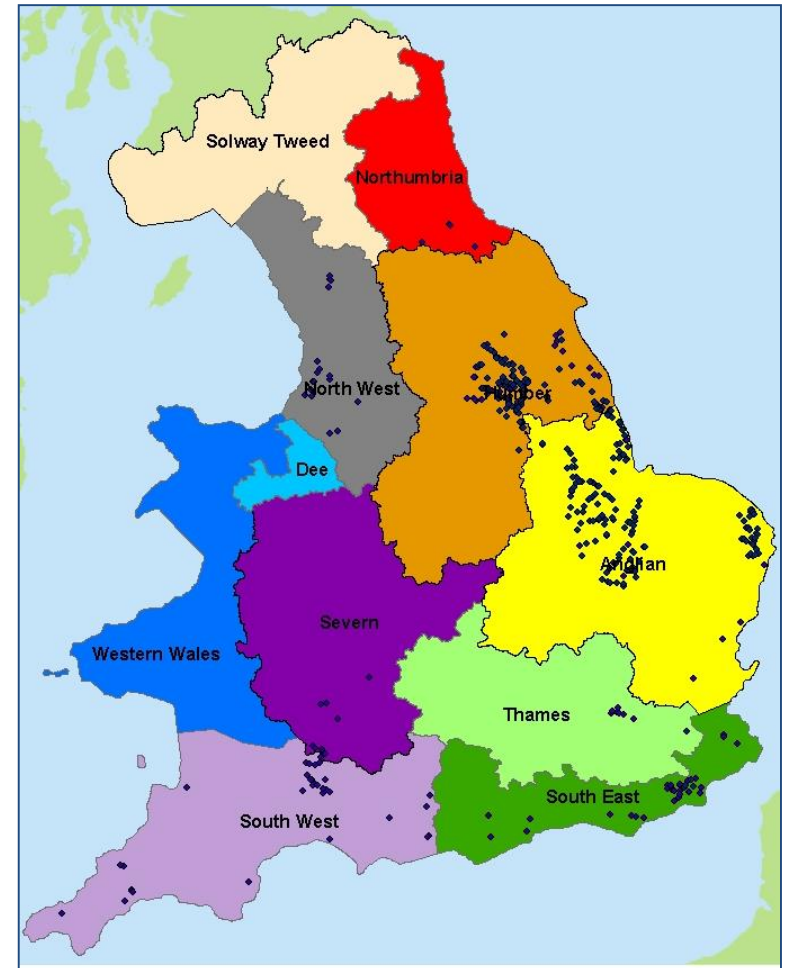 Solway Tweed
Northumbria
North West
Humber
Dee
Anglian
Severn
Western Wales
Thames
South East
South West